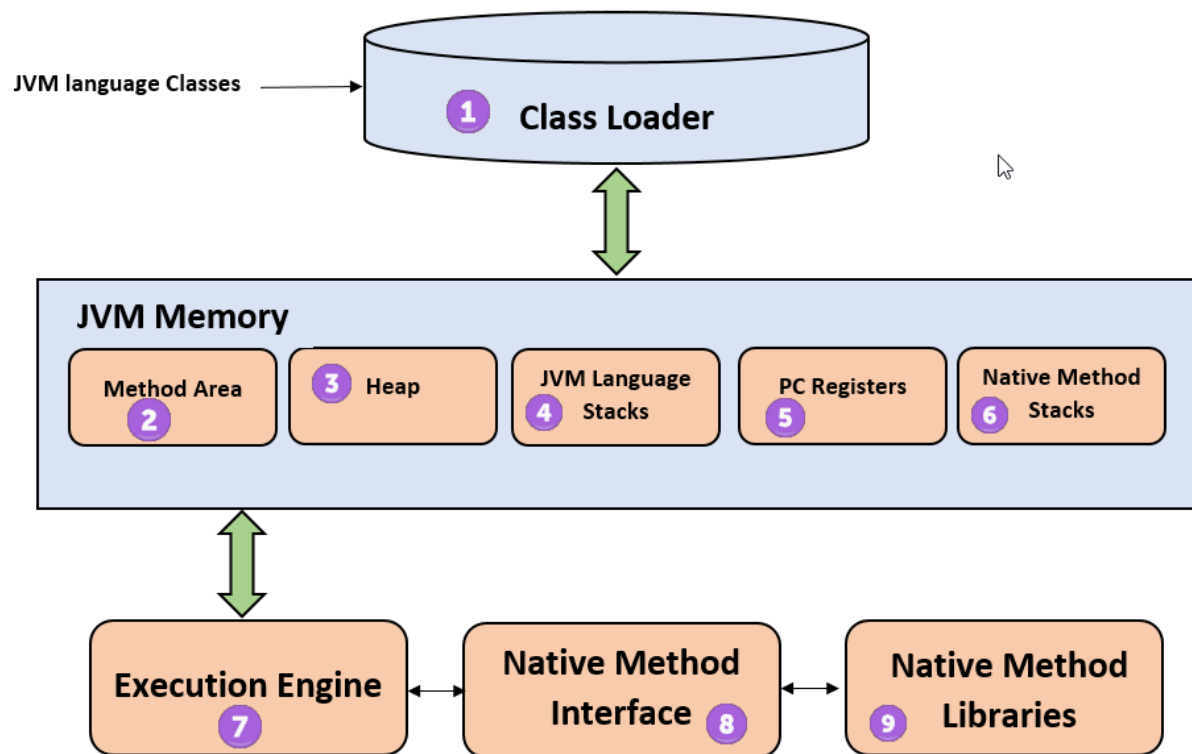 JVM language Classes
1 Class Loader
JVM Memory
Method Area
2
3 Heap
JVM Language
4 Stacks
PC Registers
5
Native Method
6 Stacks
Execution Engine
7
Native Method
Interface 8
Native Method
9 Libraries